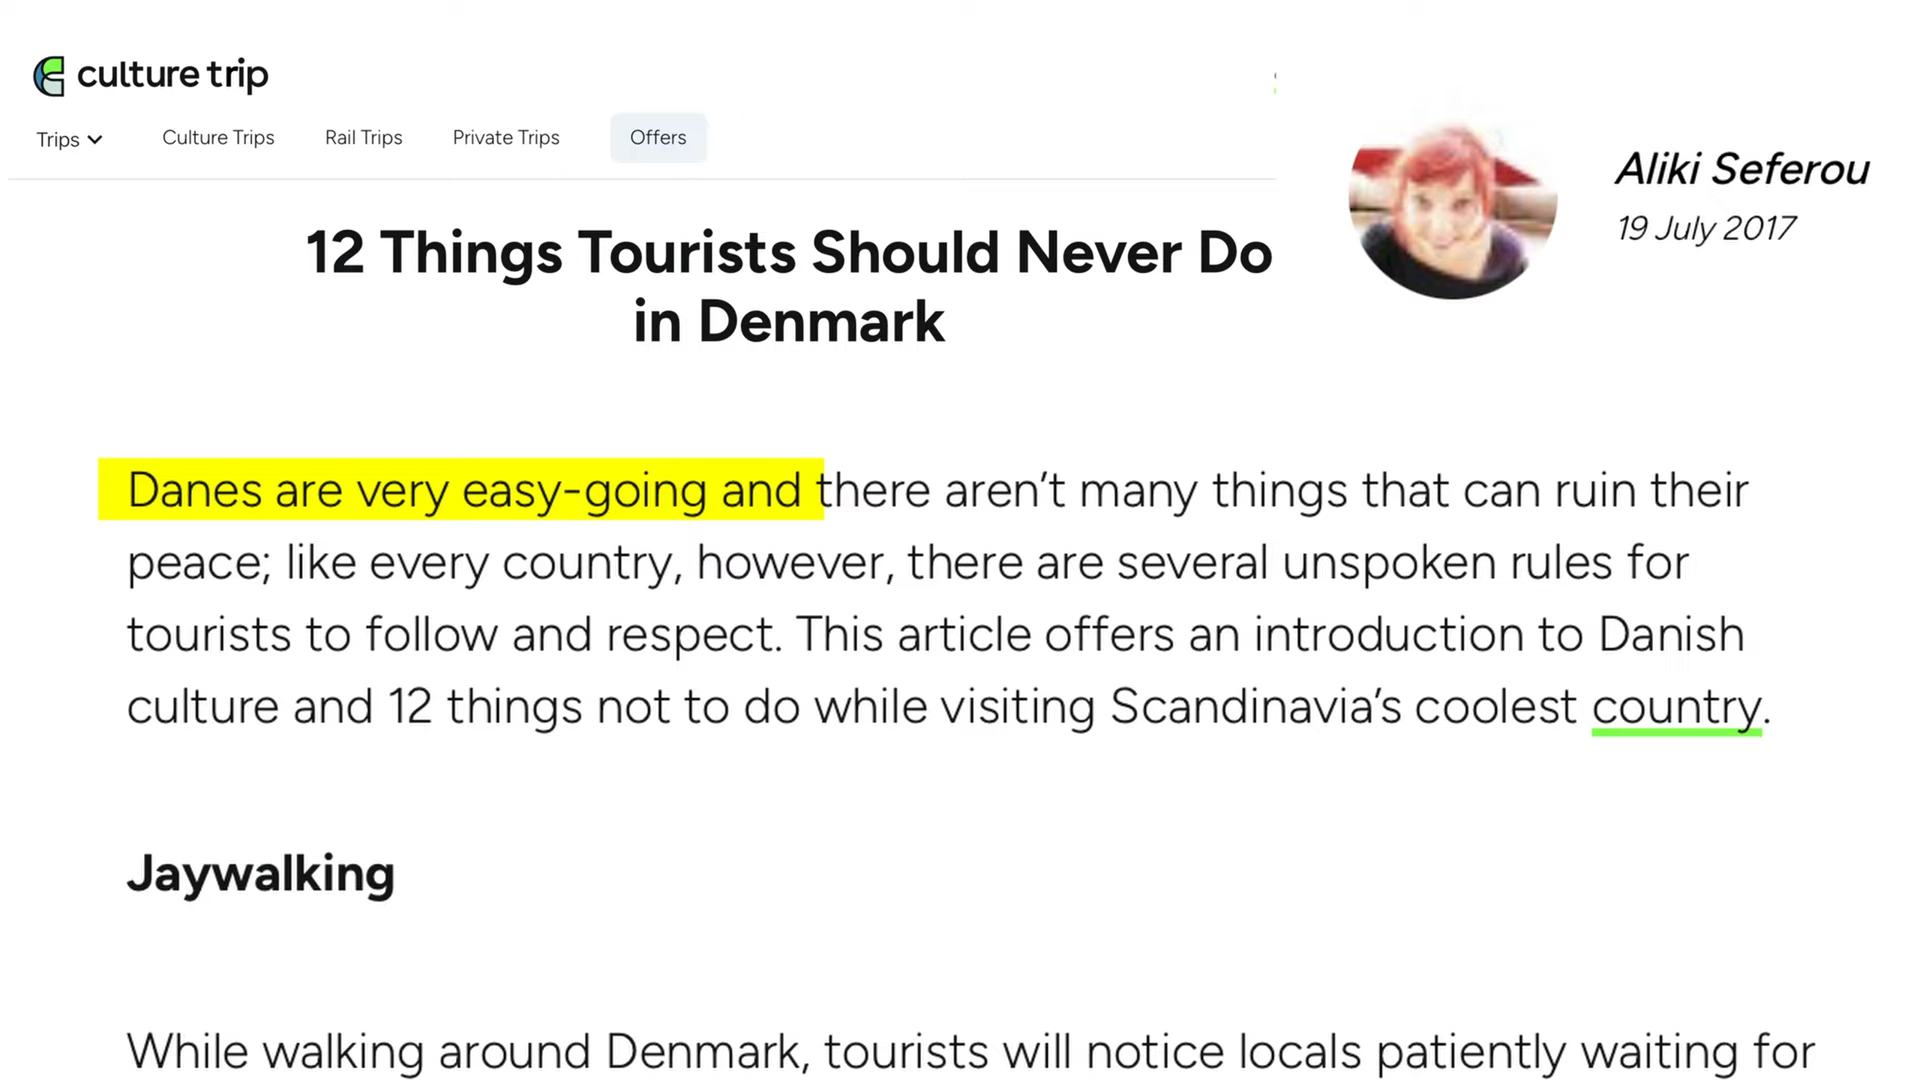 culture trip
Trips
Culture Trips
Rail Trips
Private Trips
Offers
Aliki Seferou
19 July 2017
12 Things Tourists Should Never Do
in Denmark
Danes are very easy-going and there aren’t many things that can ruin their
peace; like every country, however, there are several unspoken rules for
tourists to follow and respect. This article offers an introduction to Danish
culture and 12 things not to do while visiting Scandinavia’s coolest country.
Jaywalking
While walking around Denmark, tourists will notice locals patiently waiting for